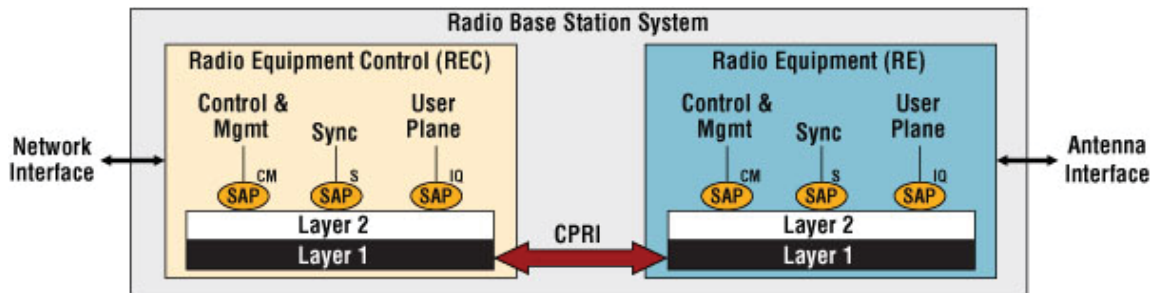 Radio Base Station System
Radio Equipment Control (REC)
Control &
Mgmt
Sync
User
Plane
SAP CM
SAP S
SAP IQ
Layer 2
Layer 1
Network
Interface
CPRI
Radio Equipment (RE)
Control &
Mgmt
Sync
User
Plane
SAP CM
SAP S
SAP IQ
Layer 2
Layer 1
Antenna
Interface